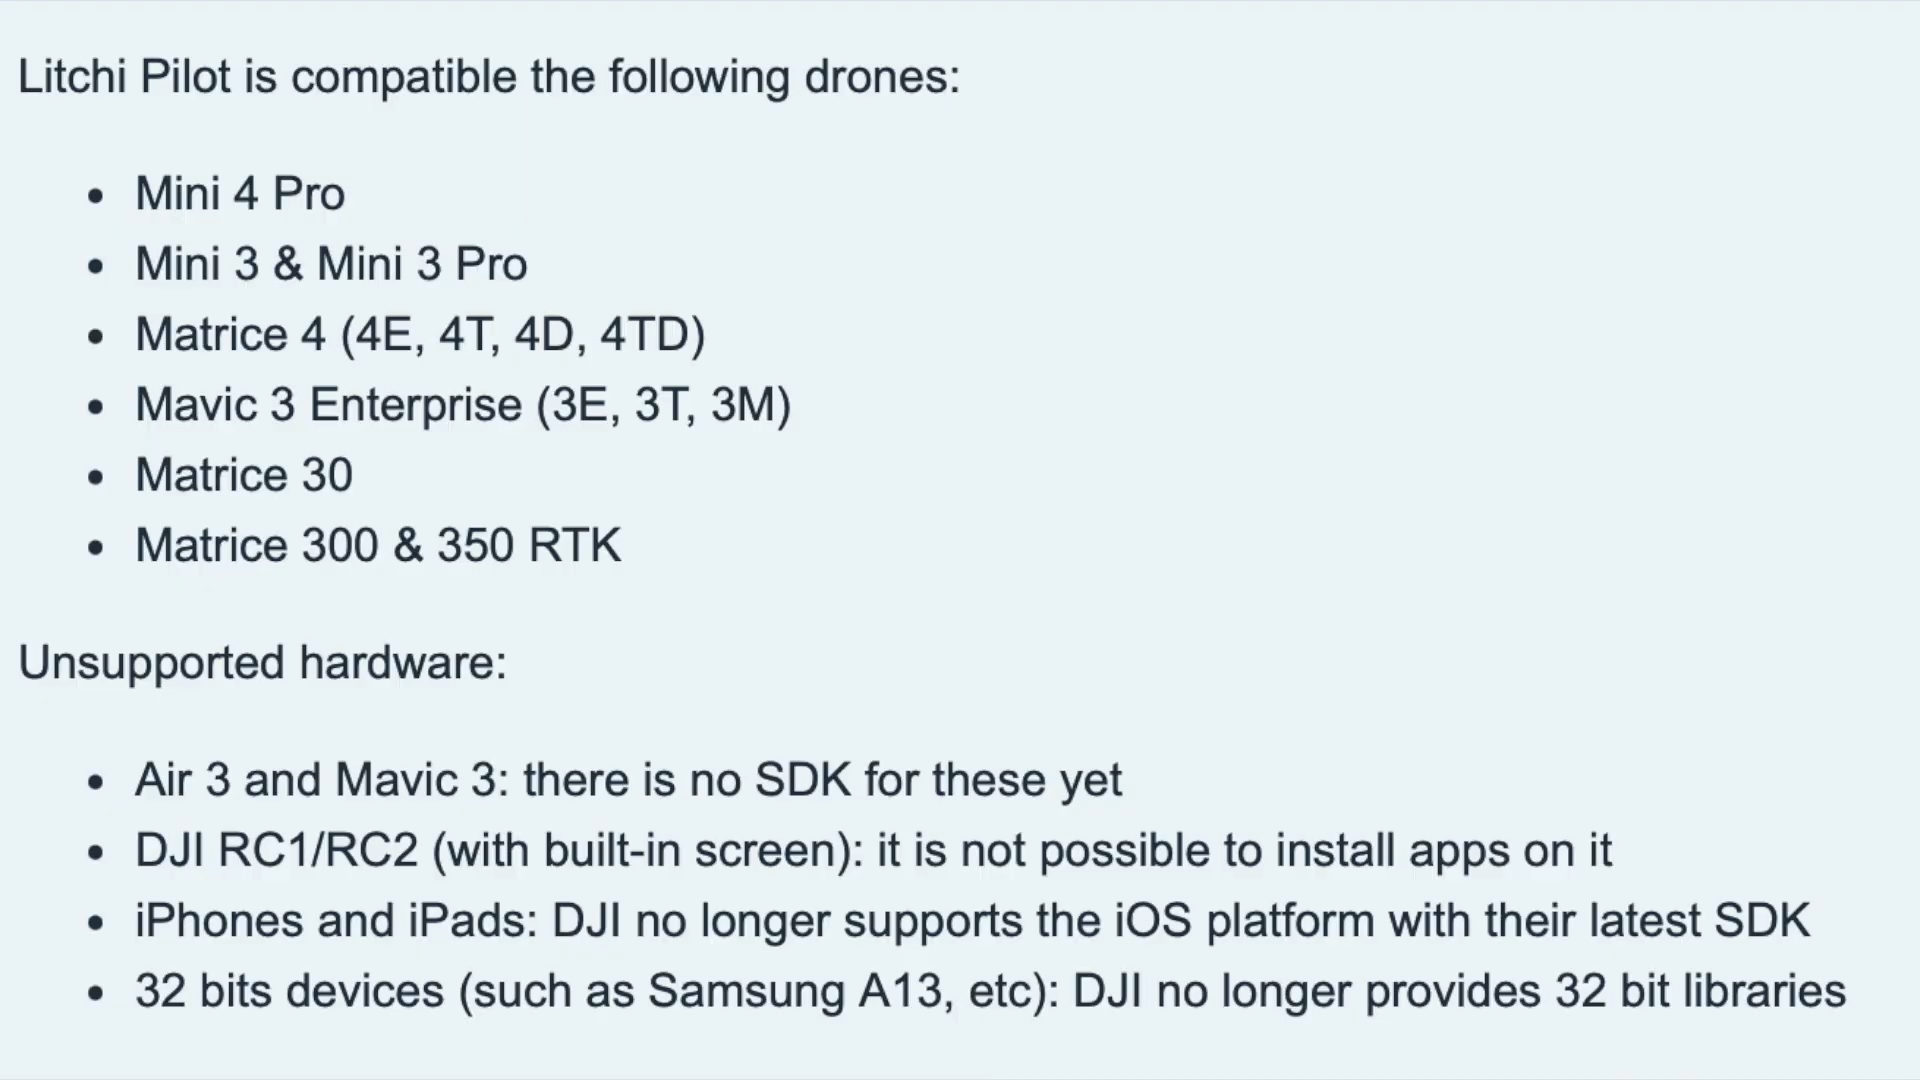 Litchi Pilot is compatible the following drones:
• Mini 4 Pro
• Mini 3 & Mini 3 Pro
• Matrice 4 (4E, 4T, 4D, 4TD)
• Mavic 3 Enterprise (3E, 3T, 3M)
• Matrice 30
• Matrice 300 & 350 RTK
Unsupported hardware:
• Air 3 and Mavic 3: there is no SDK for these yet
• DJI RC1/RC2 (with built-in screen): it is not possible to install apps on it
• iPhones and iPads: DJI no longer supports the iOS platform with their latest SDK
• 32 bits devices (such as Samsung A13, etc): DJI no longer provides 32 bit libraries